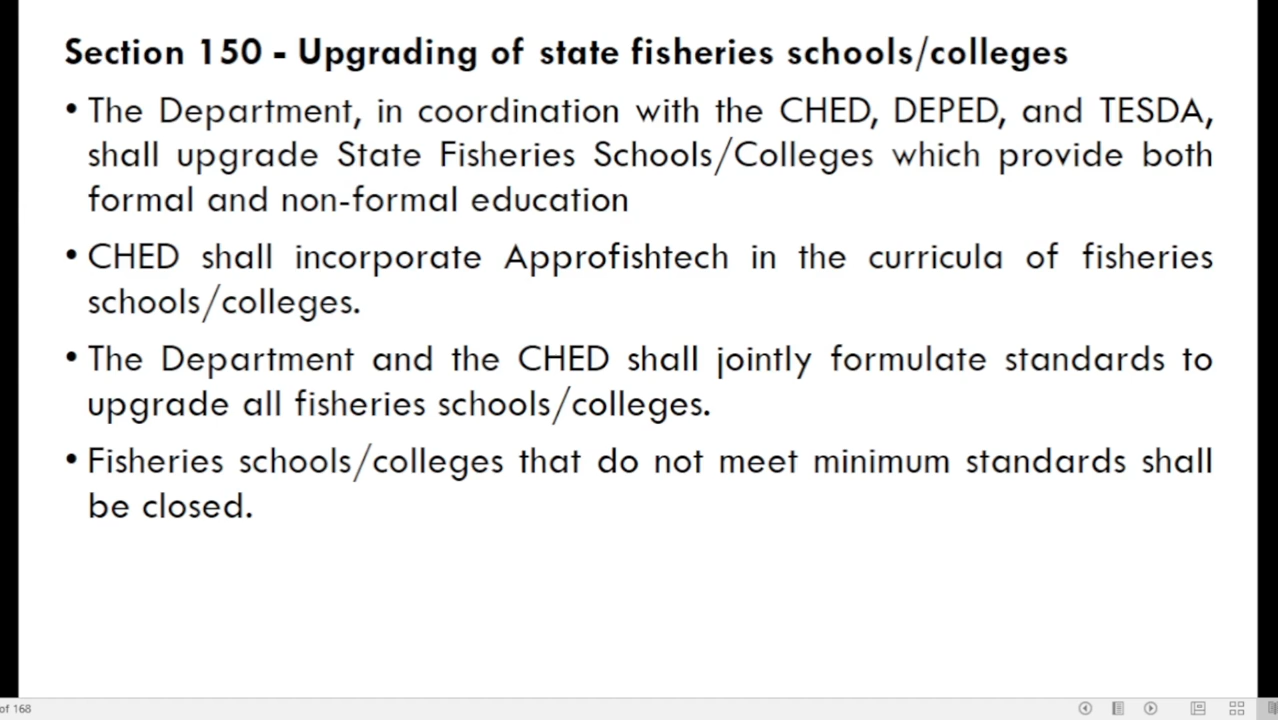 Section 150 - Upgrading of state fisheries schools/colleges
• The Department, in coordination with the CHED, DEPED, and TESDA,
shall upgrade State Fisheries Schools/Colleges which provide both
formal and non-formal education
• CHED shall incorporate Approfishtech in the curricula of fisheries
schools/colleges.
• The Department and the CHED shall jointly formulate standards to
upgrade all fisheries schools/colleges.
• Fisheries schools/colleges that do not meet minimum standards shall
be closed.
of 168